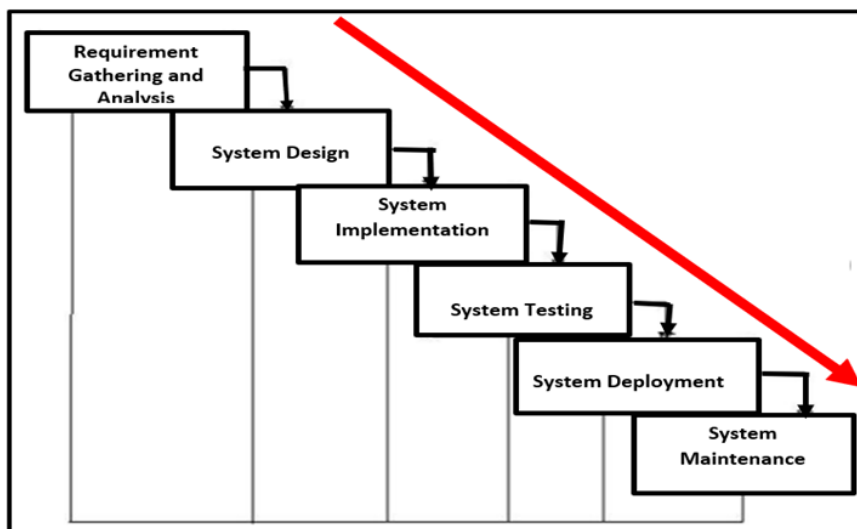 Requirement
Gathering and
Analysis
System Design
System
Implementation
System Testing
System Deployment
System
Maintenance